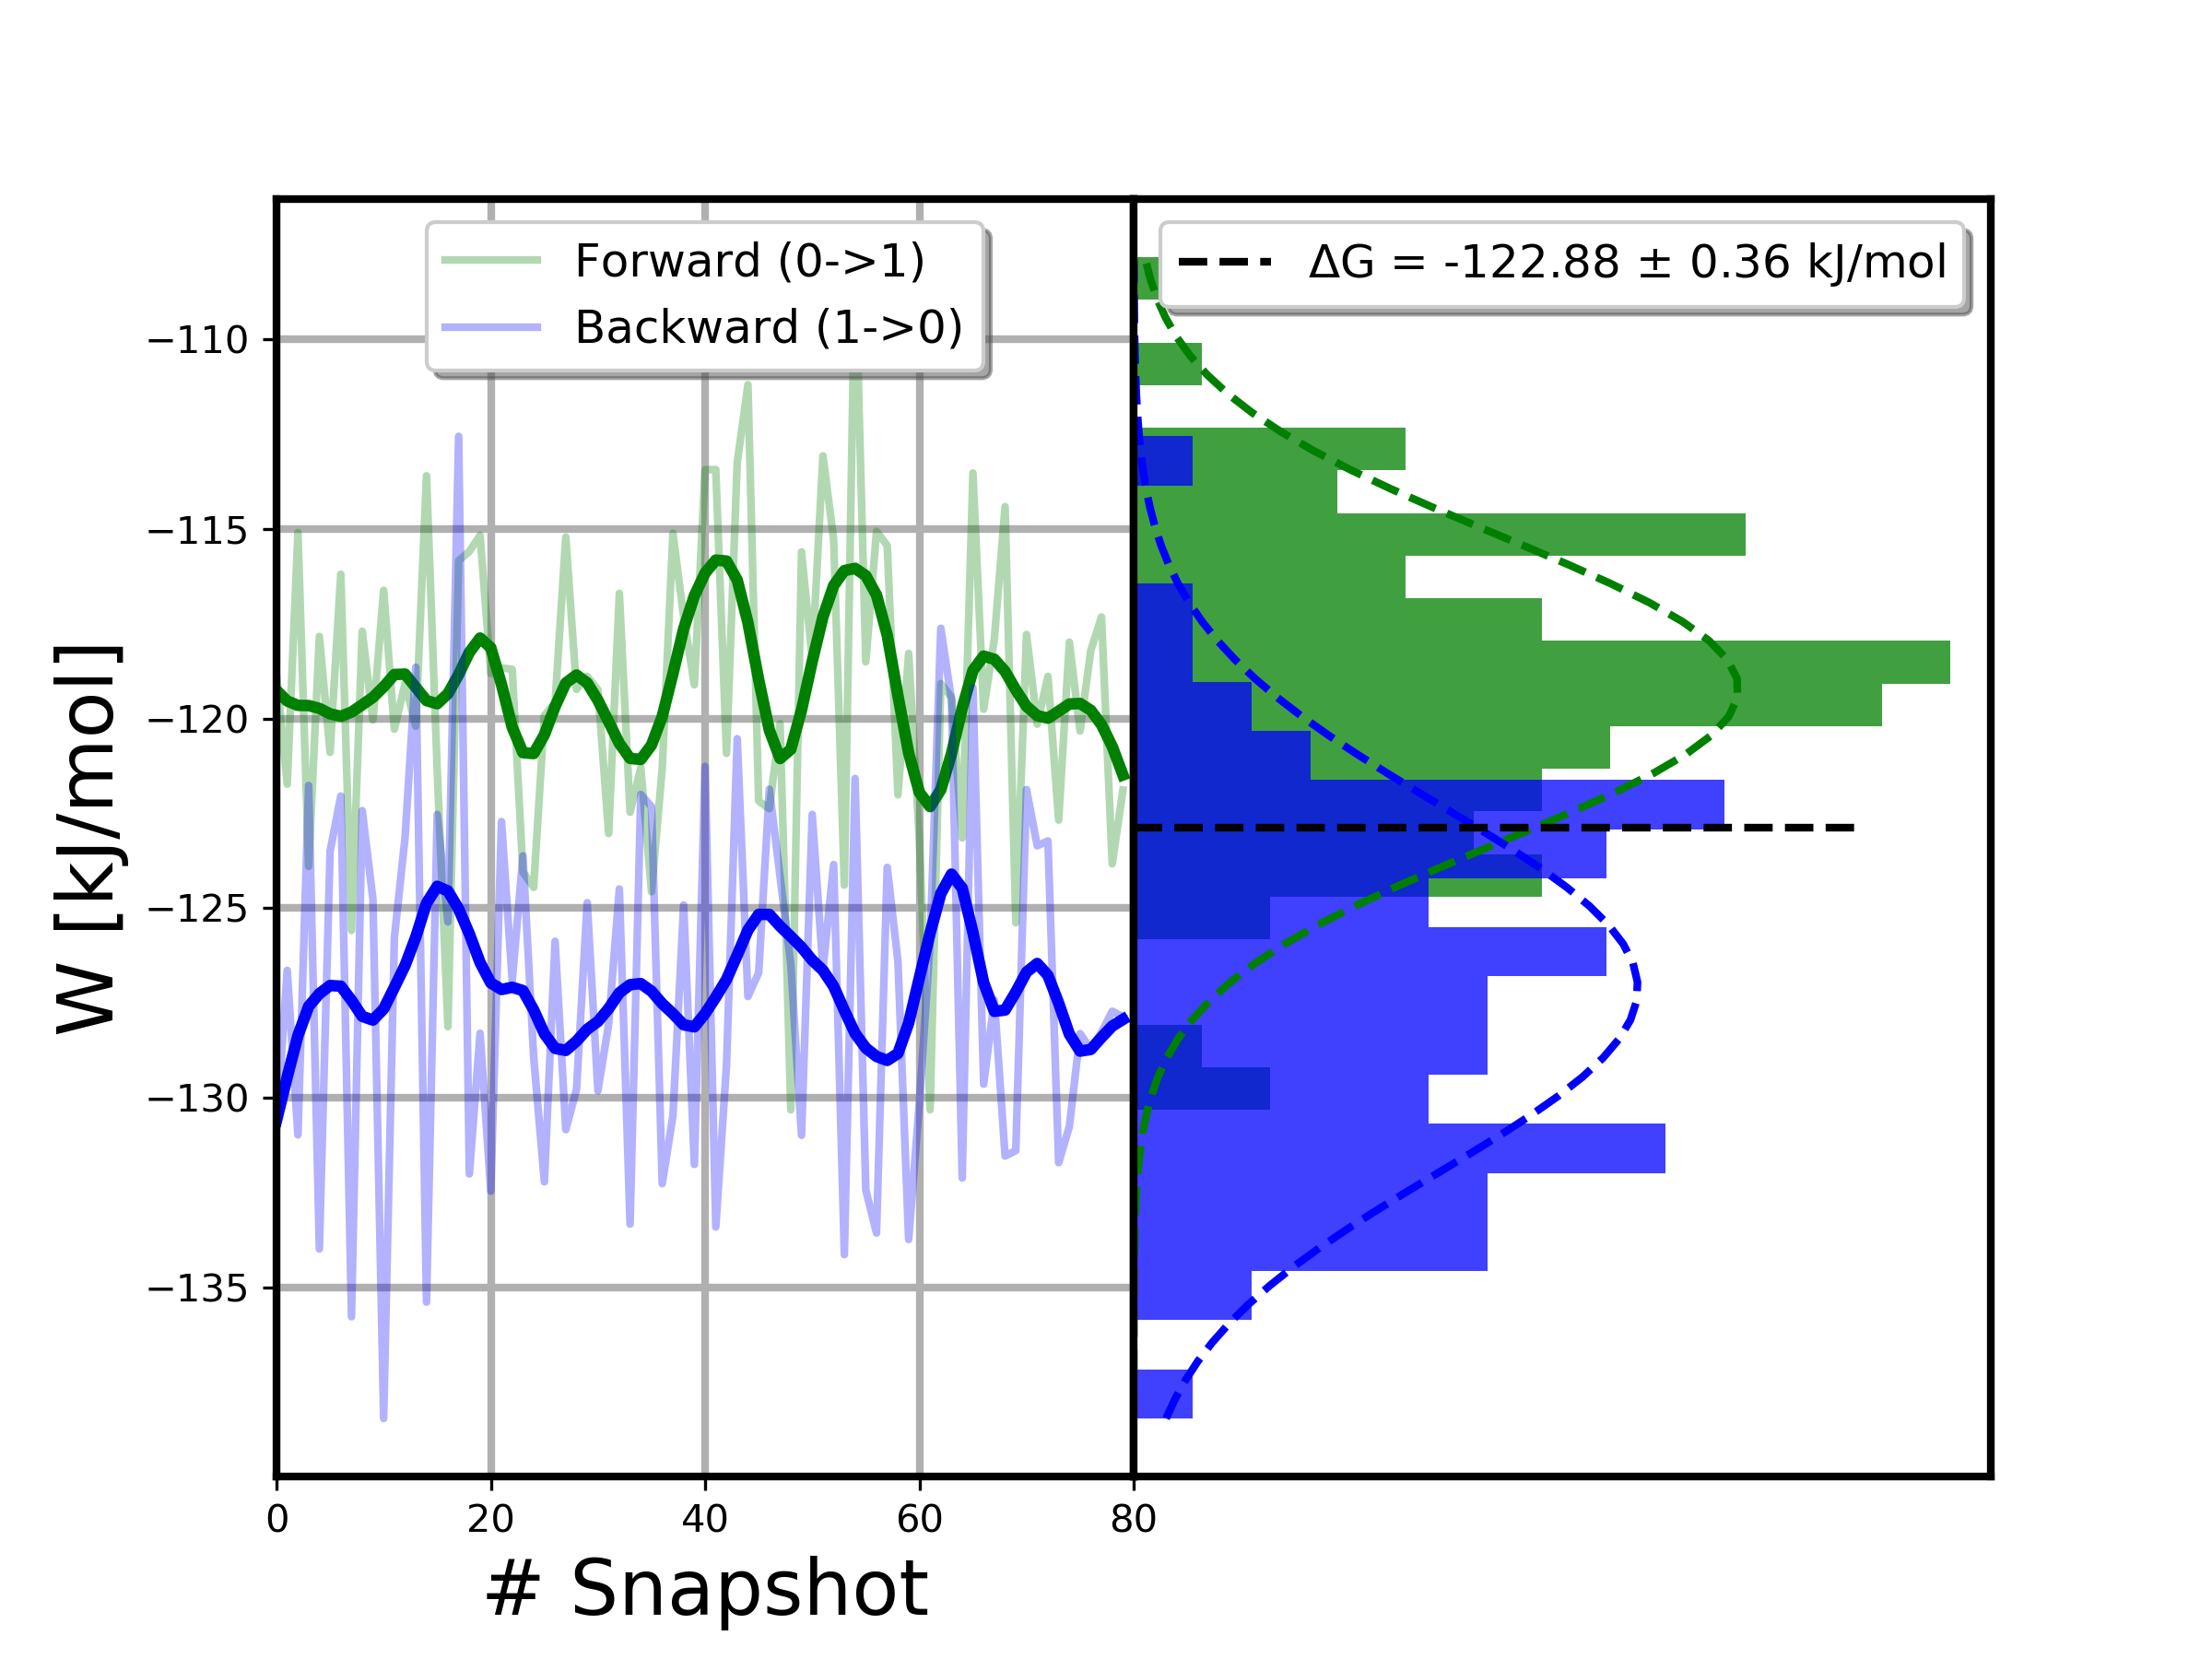 Forward (0->1)
Backward (1->0)
ΔG = -122.88 ± 0.36 kJ/mol
W [kJ/mol]
−110
−115
−120
−125
−130
−135
0 20 40 60 80
# Snapshot